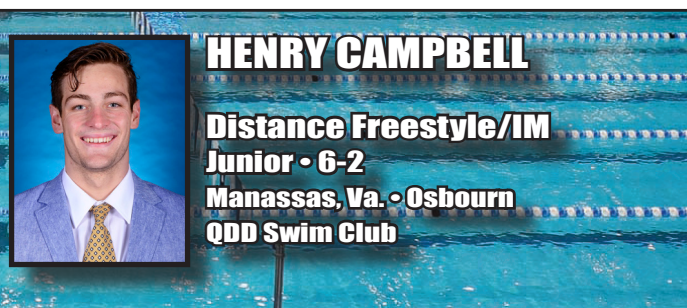 HENRY CAMPBELL
Distance Freestyle/IM
Junior • 6-2
Manassas, Va. • Osbourn
QDD Swim Club